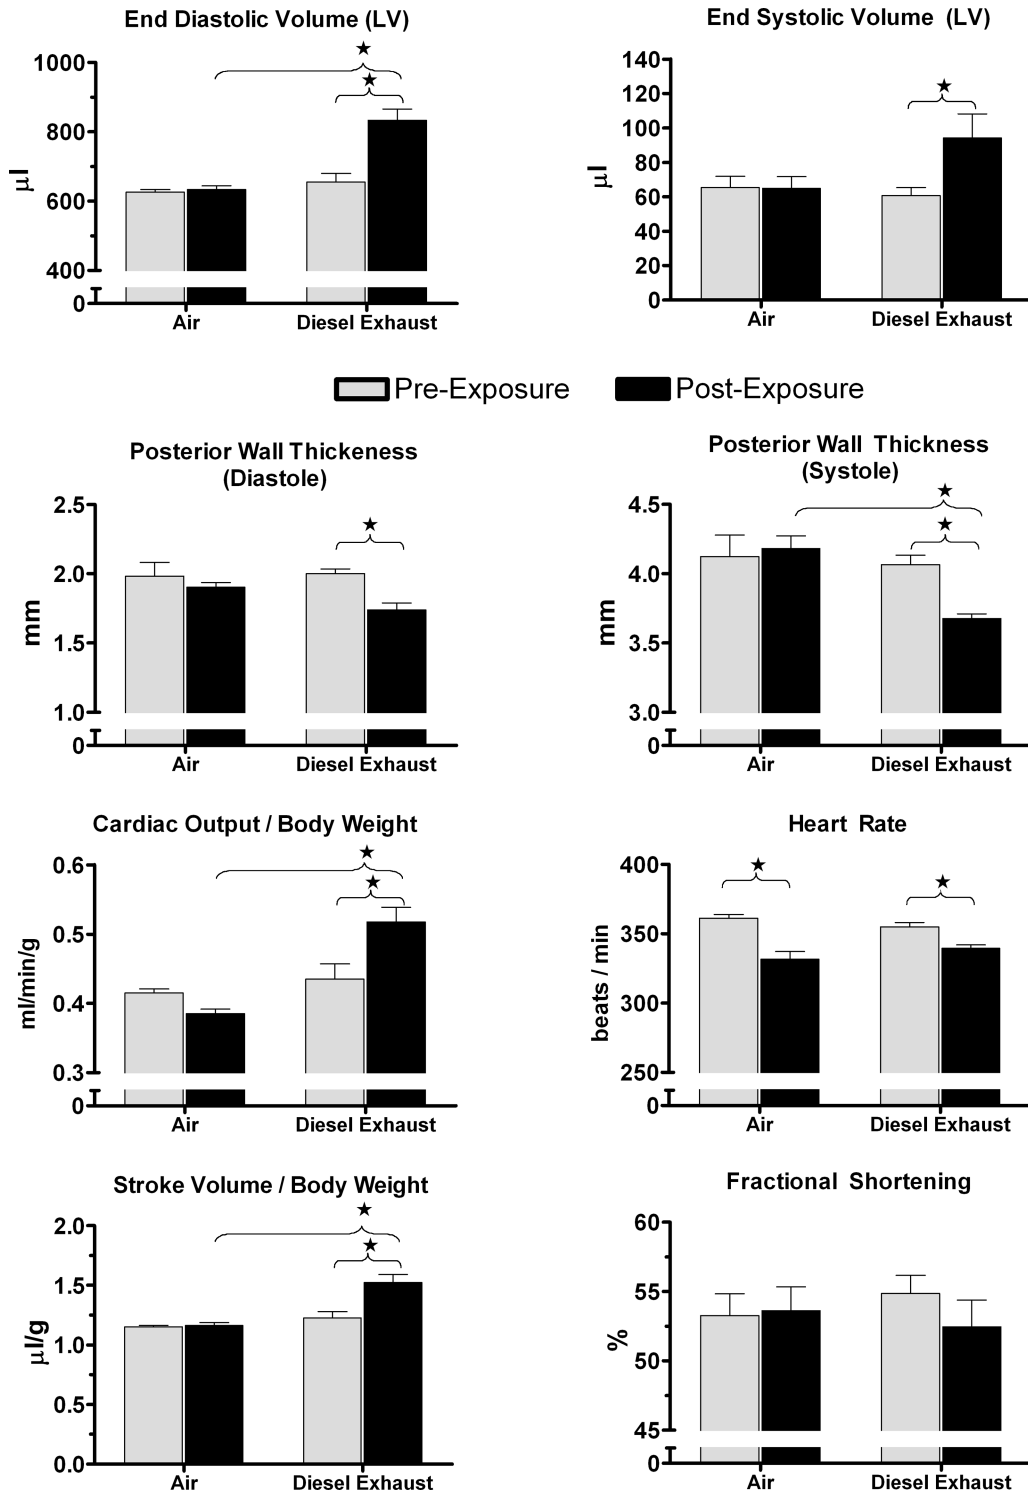 End Diastolic Volume (LV)
1000
800
600
400
0
μl
Air
Diesel Exhaust
End Systolic Volume (LV)
140
120
100
80
60
40
20
0
μl
Air
Diesel Exhaust
Pre-Exposure
Post-Exposure
Posterior Wall Thickeness
(Diastole)
2.5
2.0
1.5
1.0
0
mm
Air
Diesel Exhaust
Posterior Wall Thickness
(Systole)
4.5
4.0
3.5
3.0
0
mm
Air
Diesel Exhaust
Cardiac Output / Body Weight
0.6
0.5
0.4
0.3
0
ml/min/g
Air
Diesel Exhaust
Heart Rate
400
350
300
250
0
beats / min
Air
Diesel Exhaust
Stroke Volume / Body Weight
2.0
1.5
1.0
0.5
0.0
μl/g
Air
Diesel Exhaust
Fractional Shortening
60
55
50
45
0
%
Air
Diesel Exhaust